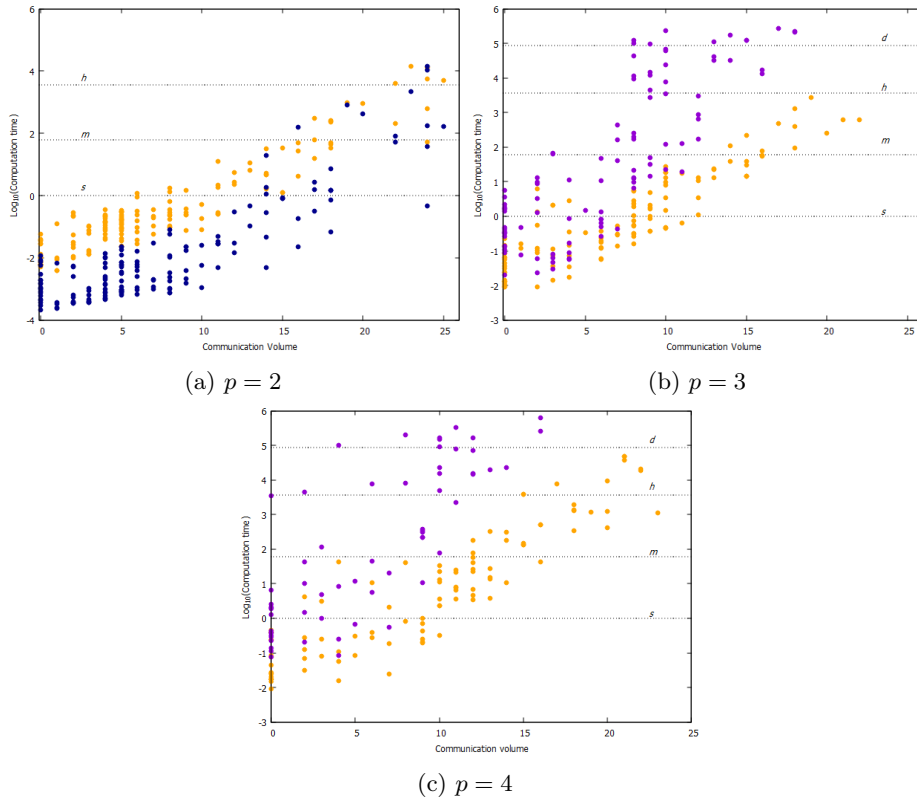 6
4
2
0
-2
-4
h
m
s
Log10(Computation time)
0
5
10
15
20
25
Communication Volume
(a) p = 2
6
5
4
3
2
1
0
-1
-2
-3
d
h
m
s
Log10(Computation time)
0
5
10
15
20
25
Communication Volume
(b) p = 3
6
5
4
3
2
1
0
-1
-2
-3
d
h
m
s
Log10(Computation time)
0
5
10
15
20
25
Communication volume
(c) p = 4